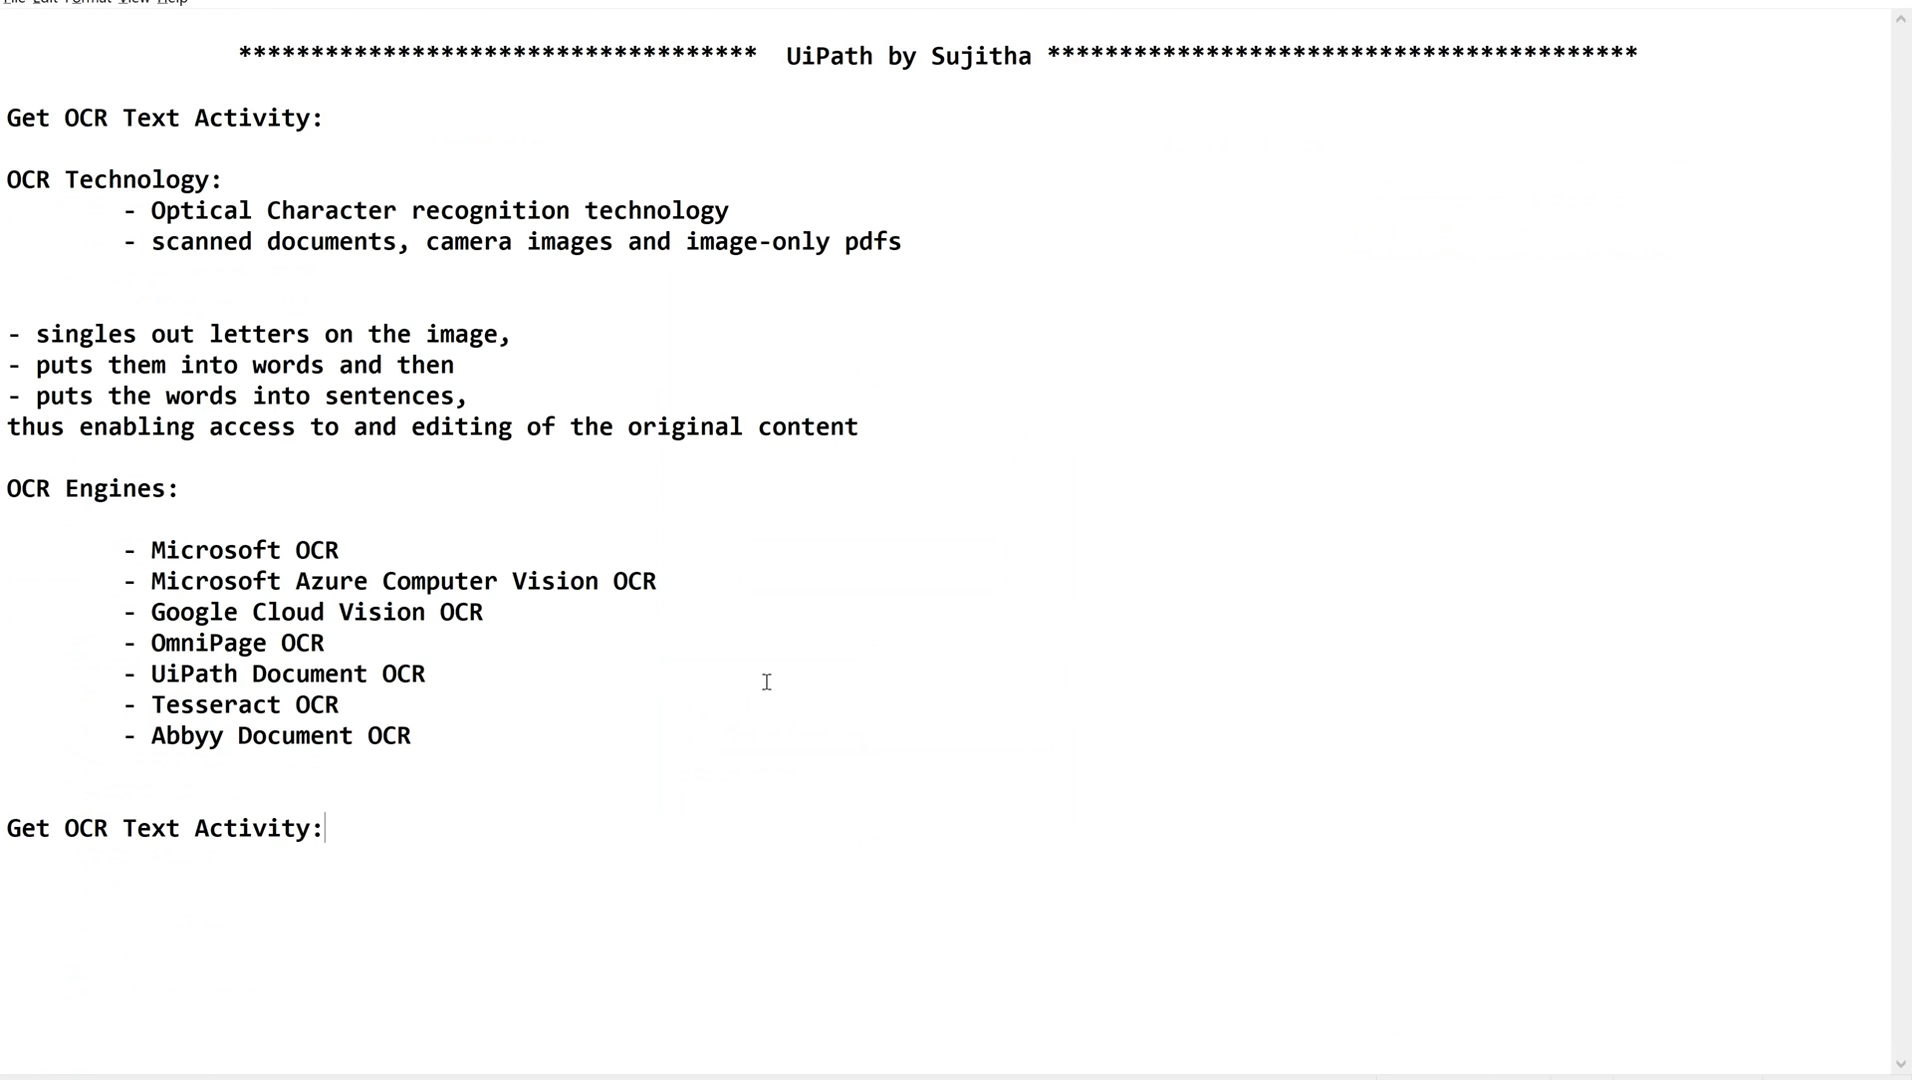 File Edit Format View Help
************************************ UiPath by Sujitha *****************************************
Get OCR Text Activity:
OCR Technology:
- Optical Character recognition technology
- scanned documents, camera images and image-only pdfs
- singles out letters on the image,
- puts them into words and then
- puts the words into sentences,
thus enabling access to and editing of the original content
OCR Engines:
- Microsoft OCR
- Microsoft Azure Computer Vision OCR
- Google Cloud Vision OCR
- OmniPage OCR
- UiPath Document OCR
- Tesseract OCR
- Abbyy Document OCR
Get OCR Text Activity: